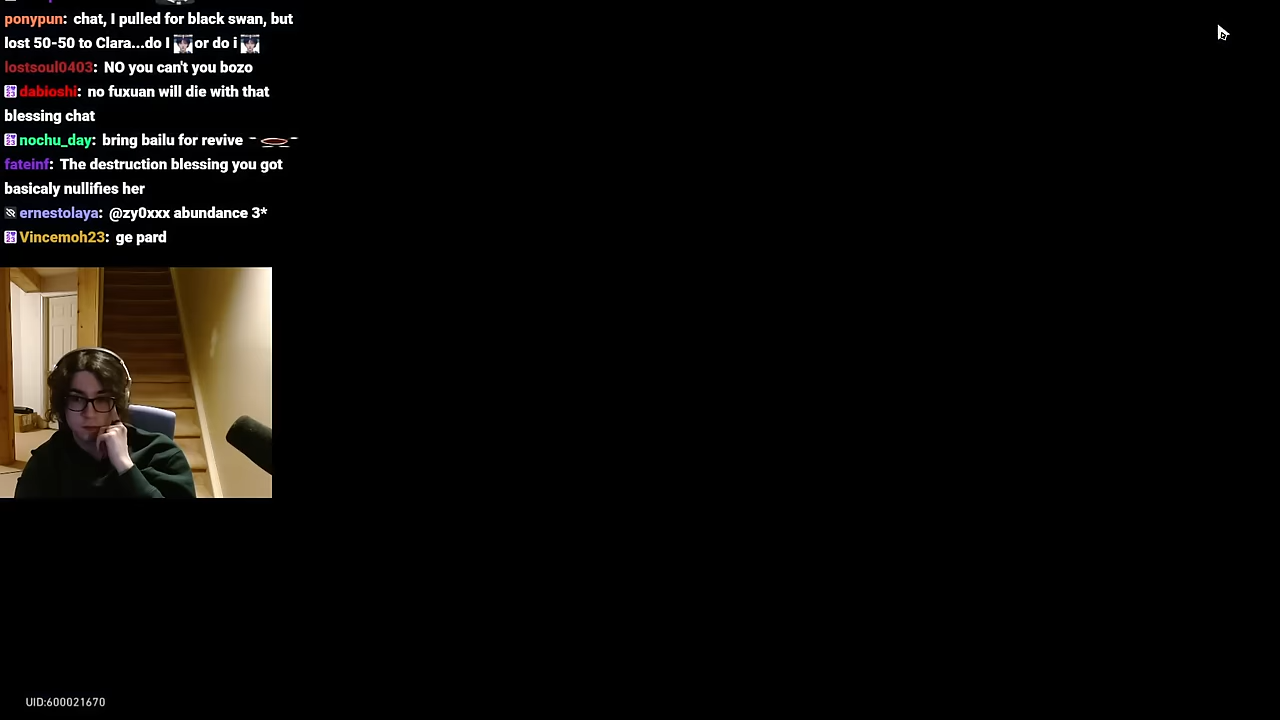 ponypun: chat, I pulled for black swan, but
lost 50-50 to Clara...do I or do i
lostsoul0403: NO you can't you bozo
dabioshi: no fuxuan will die with that
blessing chat
nochu_day: bring bailu for revive
fateinf: The destruction blessing you got
basicaly nullifies her
ernestolaya: @zy0xxx abundance 3*
Vincemoh23: ge pard
UID:600021670